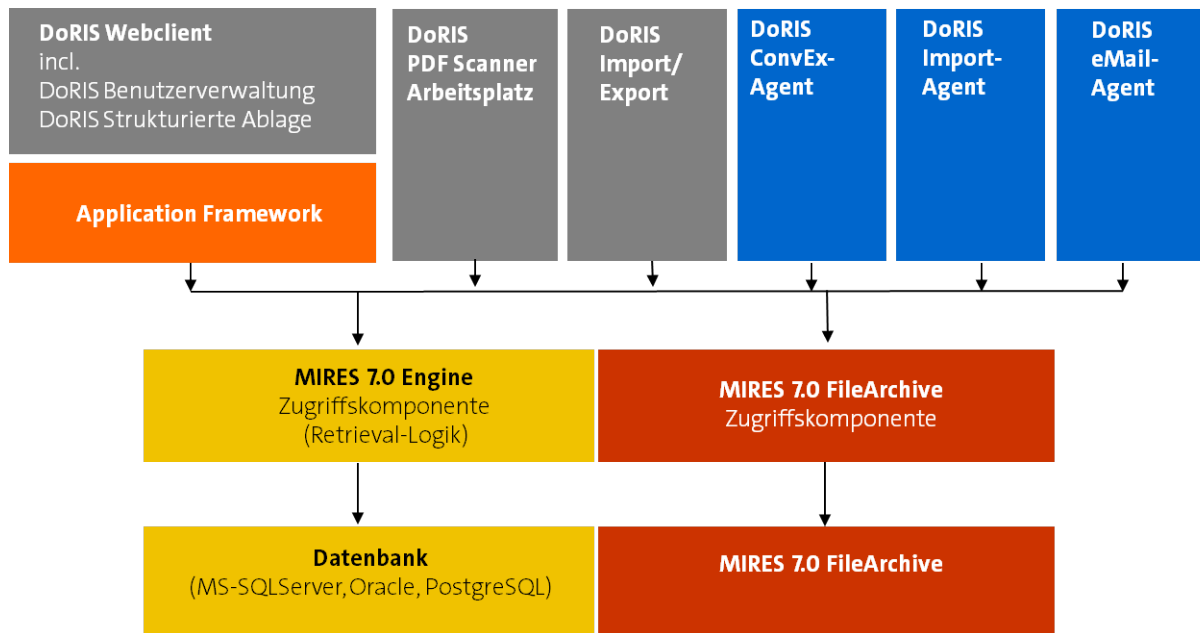 DoRIS Webclient
incl.
DoRIS Benutzerverwaltung
DoRIS Strukturierte Ablage
Application Framework
DoRIS
PDF Scanner
Arbeitsplatz
DoRIS
Import/
Export
DoRIS
ConvEx-
Agent
DoRIS
Import-
Agent
DoRIS
eMail-
Agent
MIRES 7.0 Engine
Zugriffskomponente
(Retrieval-Logik)
MIRES 7.0 FileArchive
Zugriffskomponente
Datenbank
(MS-SQLServer, Oracle, PostgreSQL)
MIRES 7.0 FileArchive